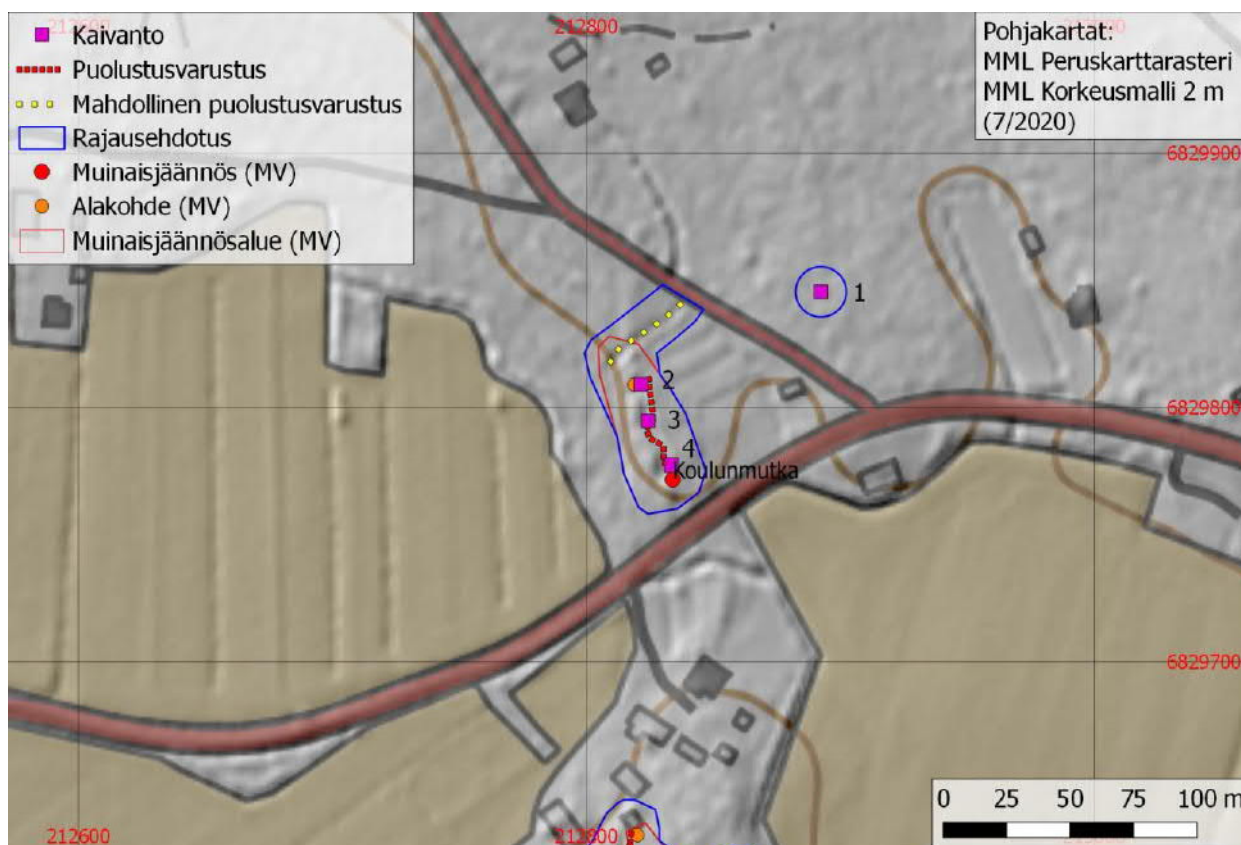 212600
212800
Kaivanto
Puolustusvarustus
Mahdollinen puolustusvarustus
Rajausehdotus
Muinaisjäännös (MV)
Alakohde (MV)
Muinaisjäännösalue (MV)
Pohjakartat:
MML Peruskarttarasteri
MML Korkeusmalli 2 m
(7/2020)
6829900
1
2
3
4
Koulunmutka
6829800
6829700
0 25 50 75 100 m
212600
212800